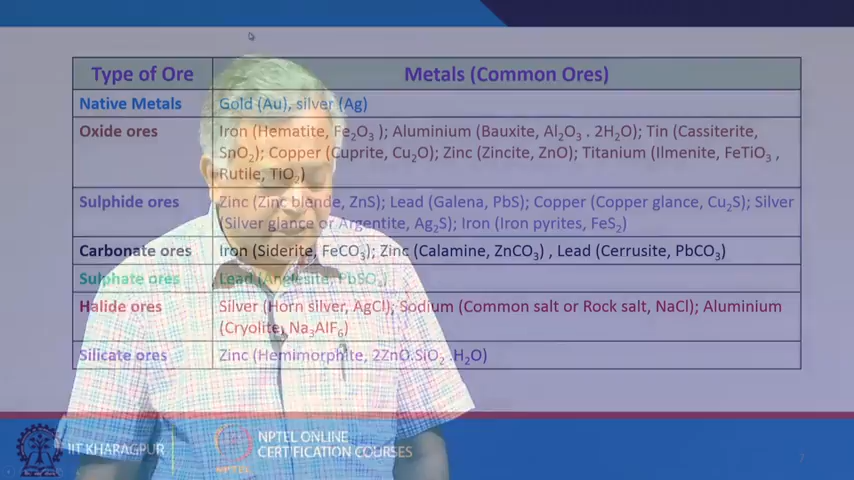 Type of Ore
Metals (Common Ores)
Native Metals
Gold (Au), silver (Ag)
Oxide ores
Iron (Hematite, Fe₂O₃ ); Aluminium (Bauxite, Al₂O₃ . 2H₂O); Tin (Cassiterite,
SnO₂); Copper (Cuprite, Cu₂O); Zinc (Zincite, ZnO); Titanium (Ilmenite, FeTiO₃ ,
Rutile, TiO₂)
Sulphide ores
Zinc (Zinc blende, ZnS); Lead (Galena, PbS); Copper (Copper glance, Cu₂S); Silver
(Silver glance or Argentite, Ag₂S); Iron (Iron pyrites, FeS₂)
Carbonate ores
Iron (Siderite, FeCO₃); Zinc (Calamine, ZnCO₃) , Lead (Cerrusite, PbCO₃)
Sulphate ores
Lead (Anglesite, PbSO₄)
Halide ores
Silver (Horn silver, AgCl); Sodium (Common salt or Rock salt, NaCl); Aluminium
(Cryolite, Na₃AlF₆)
Silicate ores
Zinc (Hemimorphite, 2ZnO.SiO₂ .H₂O)
IIT KHARAGPUR
NPTEL
NPTEL ONLINE
CERTIFICATION COURSES
7